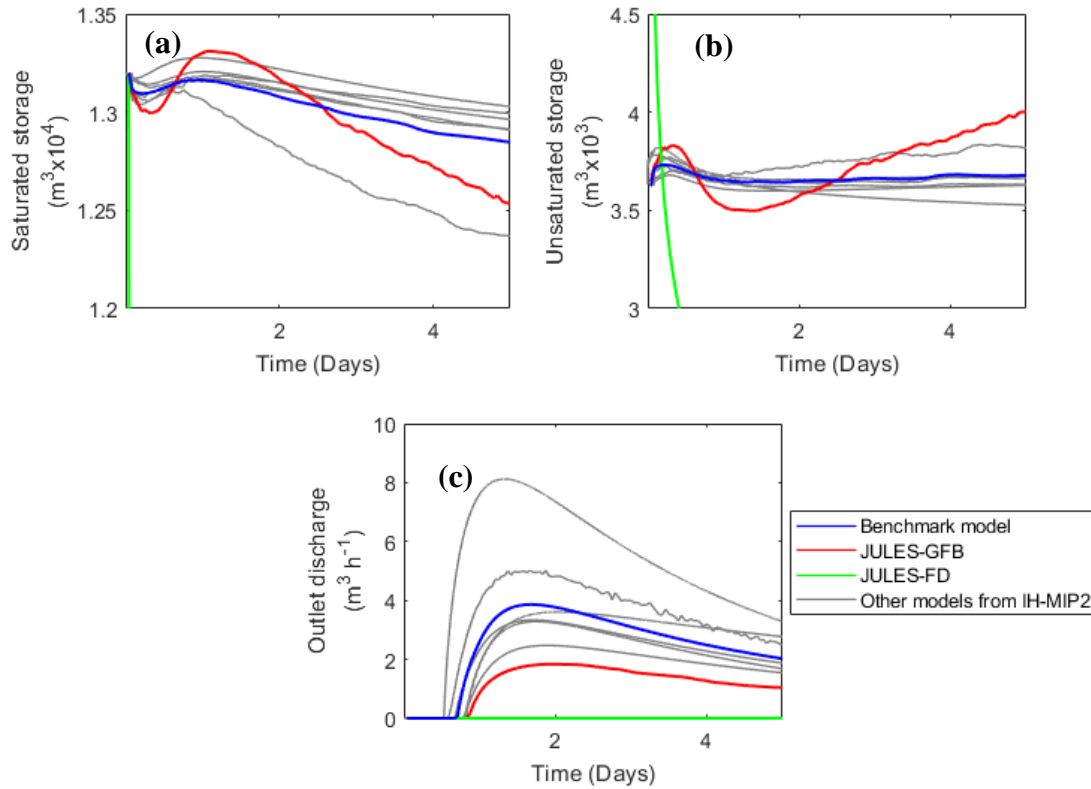 (a)
1.35
1.3
1.25
1.2
Saturated storage
(m³x10⁴)
2
4
Time (Days)
(b)
4.5
4
3.5
3
Unsaturated storage
(m³x10³)
2
4
Time (Days)
(c)
10
8
6
4
2
0
Outlet discharge
(m³ h⁻¹)
2
4
Time (Days)
Benchmark model
JULES-GFB
JULES-FD
Other models from IH-MIP2